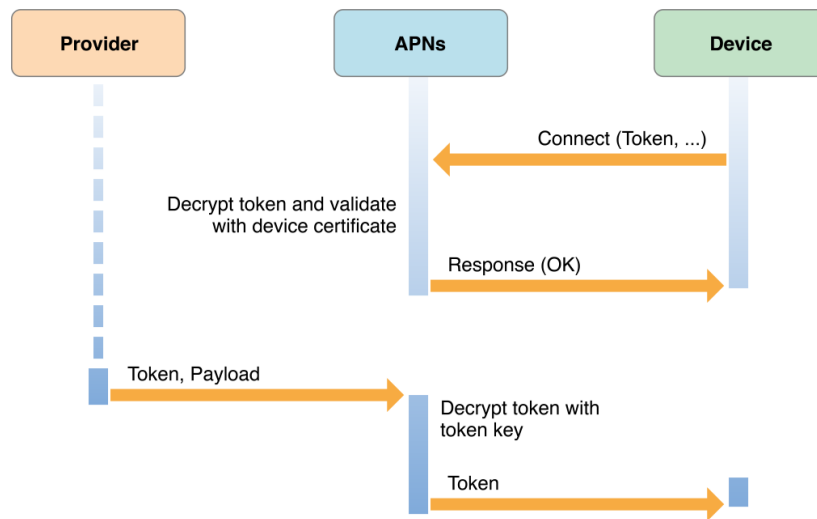 Provider
APNs
Device
Connect (Token, ...)
Decrypt token and validate
with device certificate
Response (OK)
Token, Payload
Decrypt token with
token key
Token